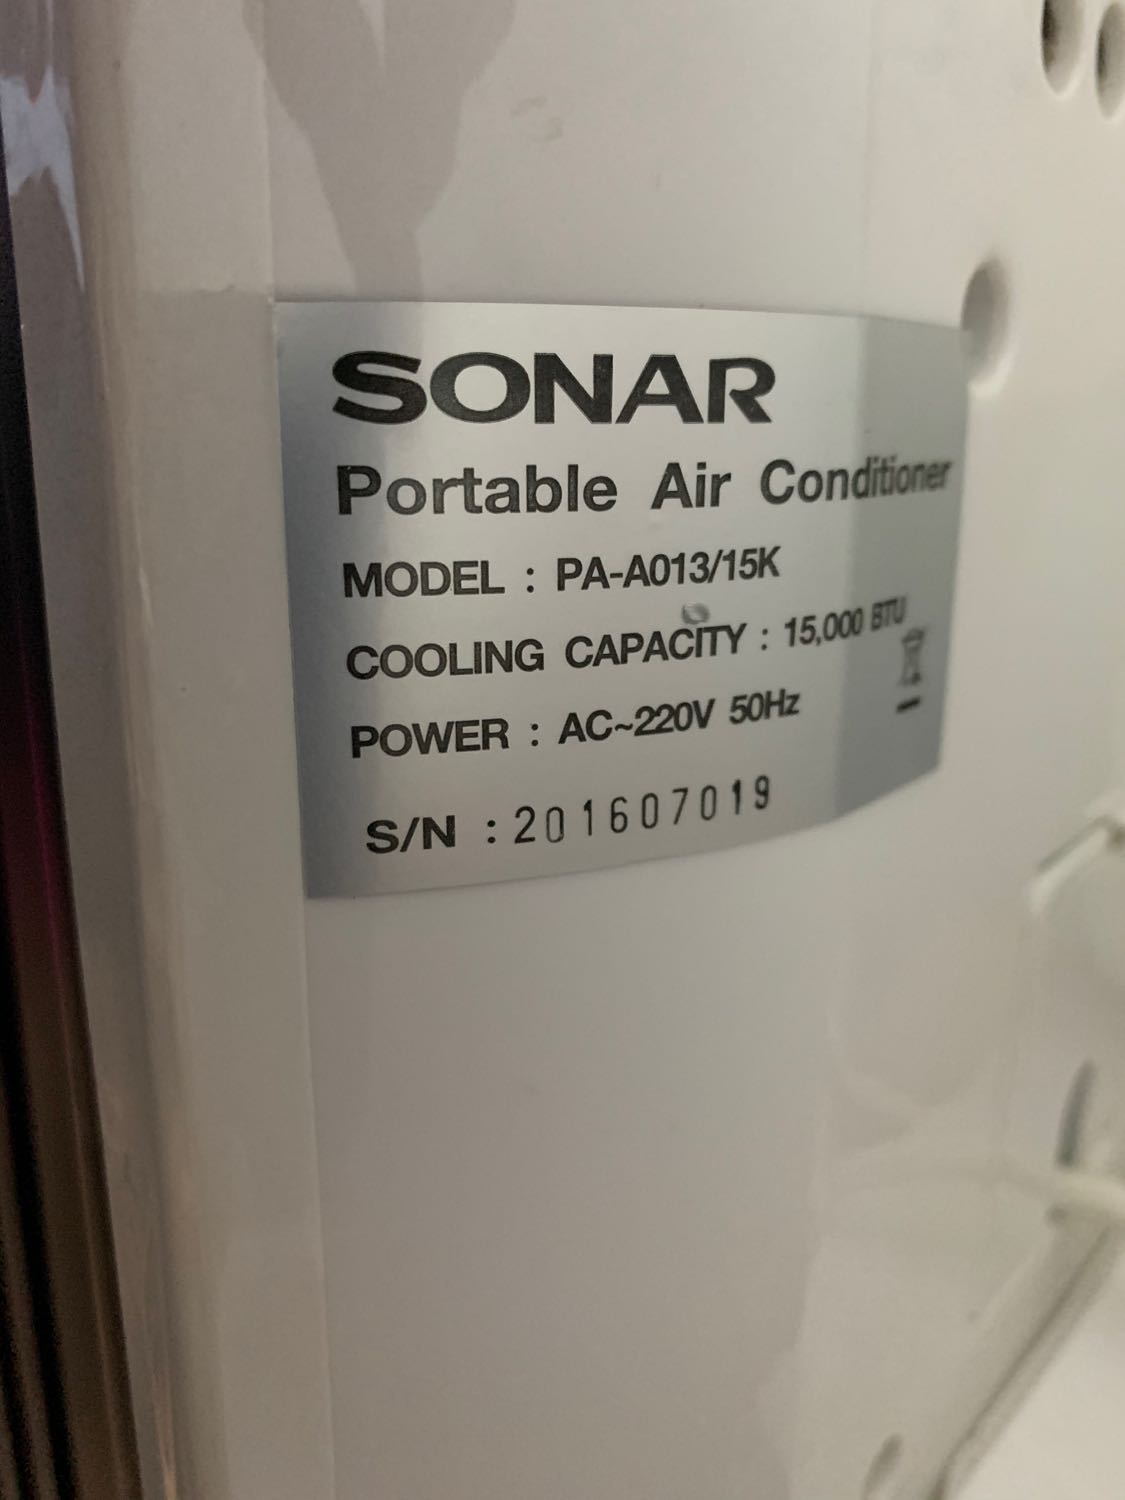 SONAR
Portable Air Conditioner
MODEL : PA-A013/15K
COOLING CAPACITY : 15,000 BTU
POWER : AC~220V 50Hz
S/N : 201607019